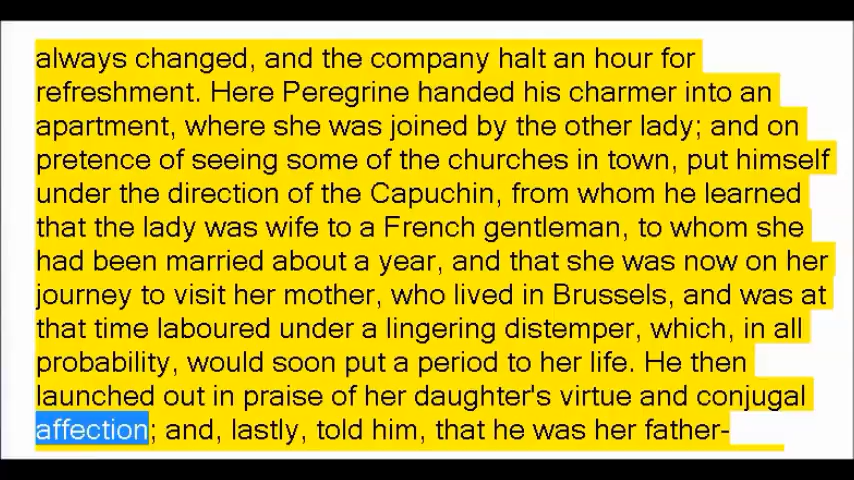 always changed, and the company halt an hour for
refreshment. Here Peregrine handed his charmer into an
apartment, where she was joined by the other lady; and on
pretence of seeing some of the churches in town, put himself
under the direction of the Capuchin, from whom he learned
that the lady was wife to a French gentleman, to whom she
had been married about a year, and that she was now on her
journey to visit her mother, who lived in Brussels, and was at
that time laboured under a lingering distemper, which, in all
probability, would soon put a period to her life. He then
launched out in praise of her daughter's virtue and conjugal
affection; and, lastly, told him, that he was her father-